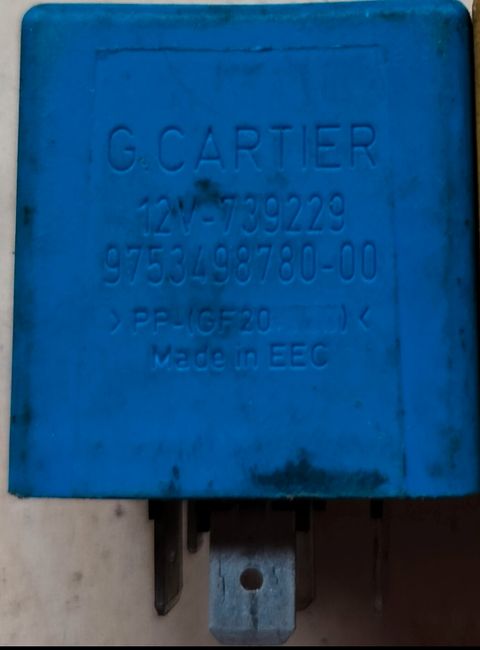 G.CARTIER
12V-739229
9753498780-00
>PP-(GF20 )<
Made in EEC